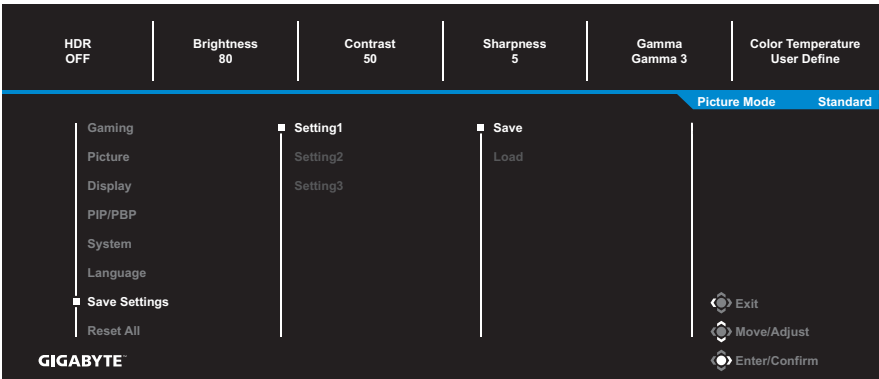 HDR
OFF
Brightness
80
Contrast
50
Sharpness
5
Gamma
Gamma 3
Color Temperature
User Define
Picture Mode Standard
Gaming
Picture
Display
PIP/PBP
System
Language
Save Settings
Reset All
Setting1
Setting2
Setting3
Save
Load
Exit
Move/Adjust
Enter/Confirm
GIGABYTE™